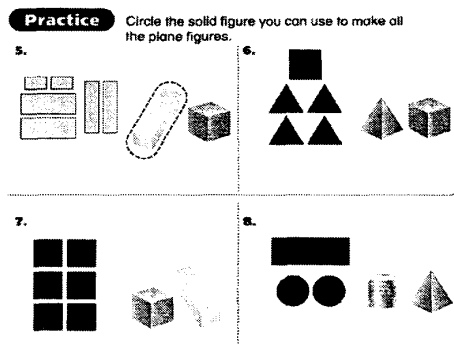 Practice
Circle the solid figure you can use to make all
the plane figures.
5.
6.
7.
8.